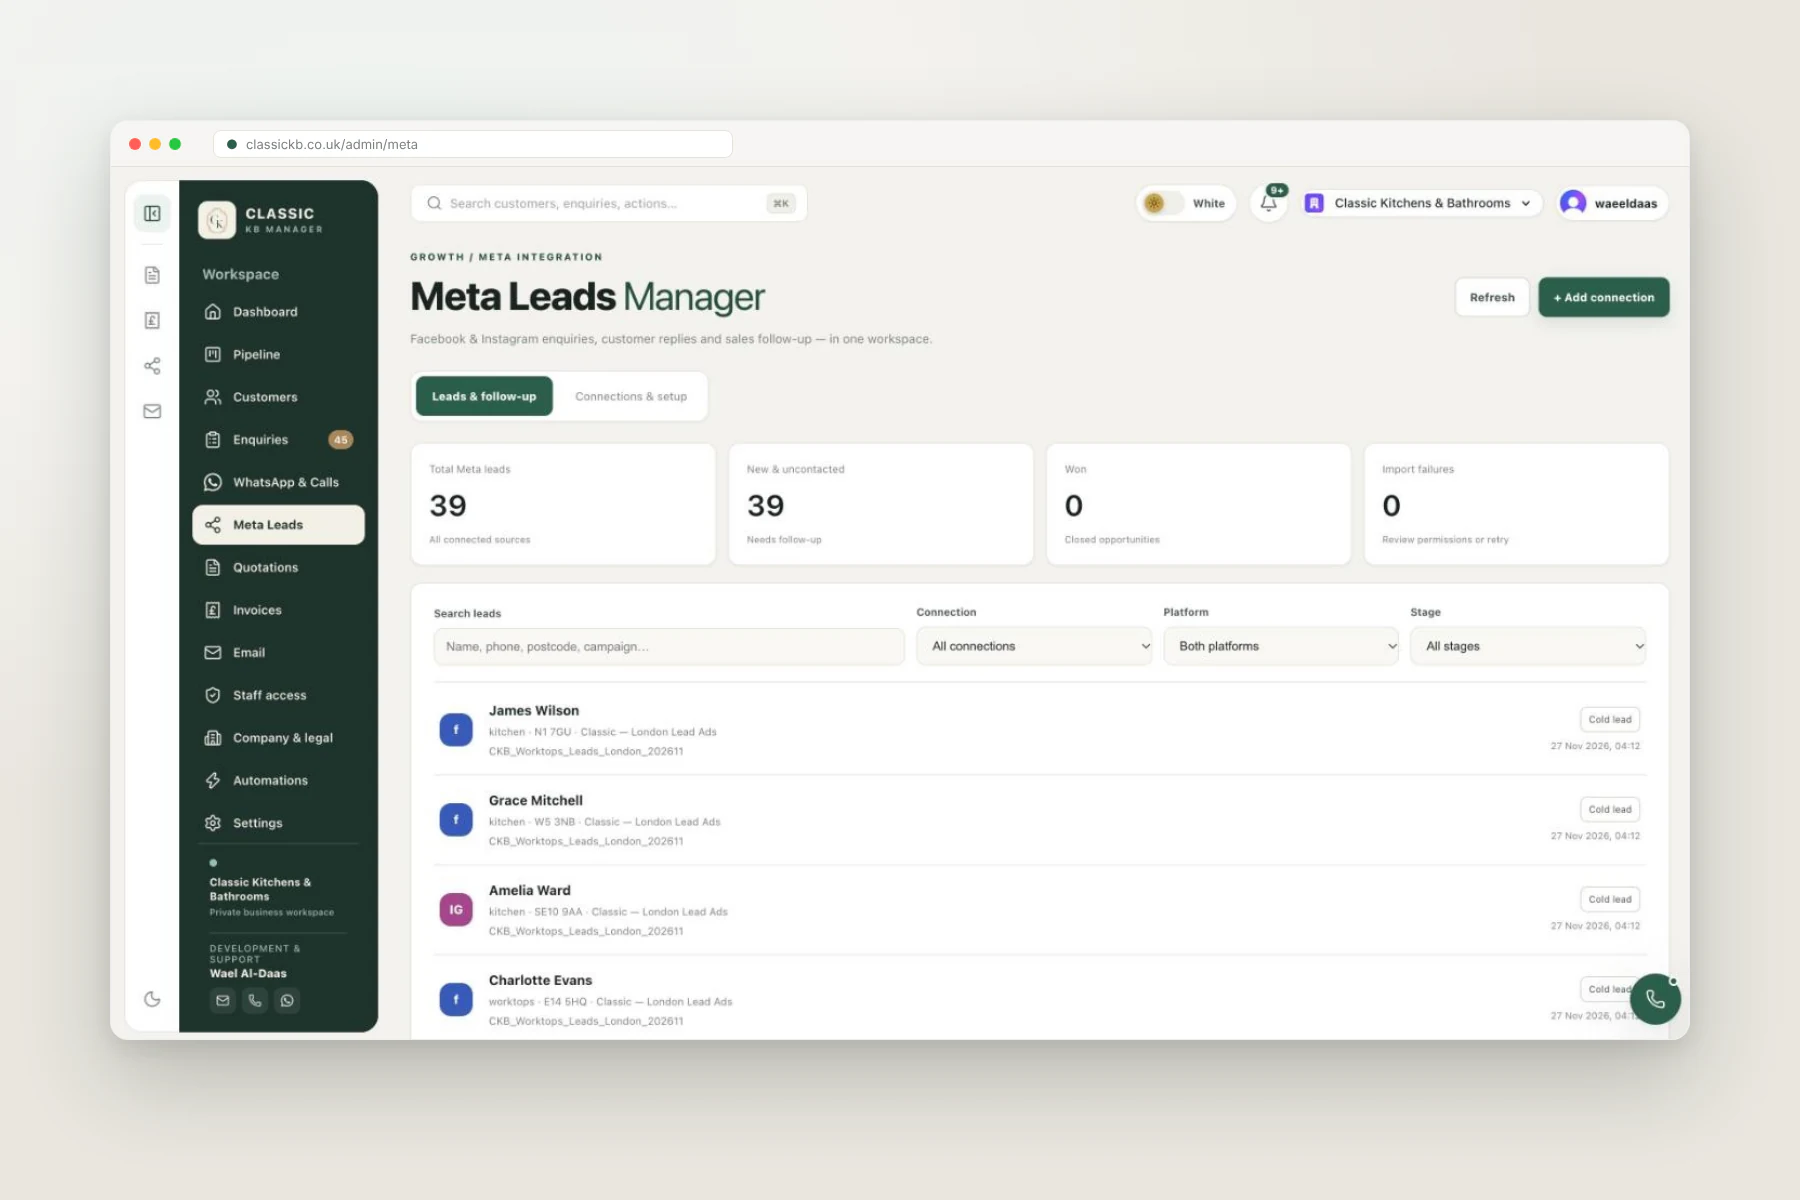 classickb.co.uk/admin/meta
CLASSIC
KB MANAGER
Workspace
Dashboard
Pipeline
Customers
Enquiries
45
WhatsApp & Calls
Meta Leads
Quotations
Invoices
Email
Staff access
Company & legal
Automations
Settings
Classic Kitchens &
Bathrooms
Private business workspace
DEVELOPMENT &
SUPPORT
Wael Al-Daas
Search customers, enquiries, actions...
⌘K
White
9+
Classic Kitchens & Bathrooms
waeeldaas
GROWTH / META INTEGRATION
Meta Leads Manager
Facebook & Instagram enquiries, customer replies and sales follow-up — in one workspace.
Refresh
+ Add connection
Leads & follow-up
Connections & setup
Total Meta leads
39
All connected sources
New & uncontacted
39
Needs follow-up
Won
0
Closed opportunities
Import failures
0
Review permissions or retry
Search leads
Name, phone, postcode, campaign...
Connection
All connections
Platform
Both platforms
Stage
All stages
f
James Wilson
kitchen · N1 7GU · Classic — London Lead Ads
CKB_Worktops_Leads_London_202611
Cold lead
27 Nov 2026, 04:12
f
Grace Mitchell
kitchen · W5 3NB · Classic — London Lead Ads
CKB_Worktops_Leads_London_202611
Cold lead
27 Nov 2026, 04:12
IG
Amelia Ward
kitchen · SE10 9AA · Classic — London Lead Ads
CKB_Worktops_Leads_London_202611
Cold lead
27 Nov 2026, 04:12
f
Charlotte Evans
worktops · E14 5HQ · Classic — London Lead Ads
CKB_Worktops_Leads_London_202611
Cold lead
27 Nov 2026,